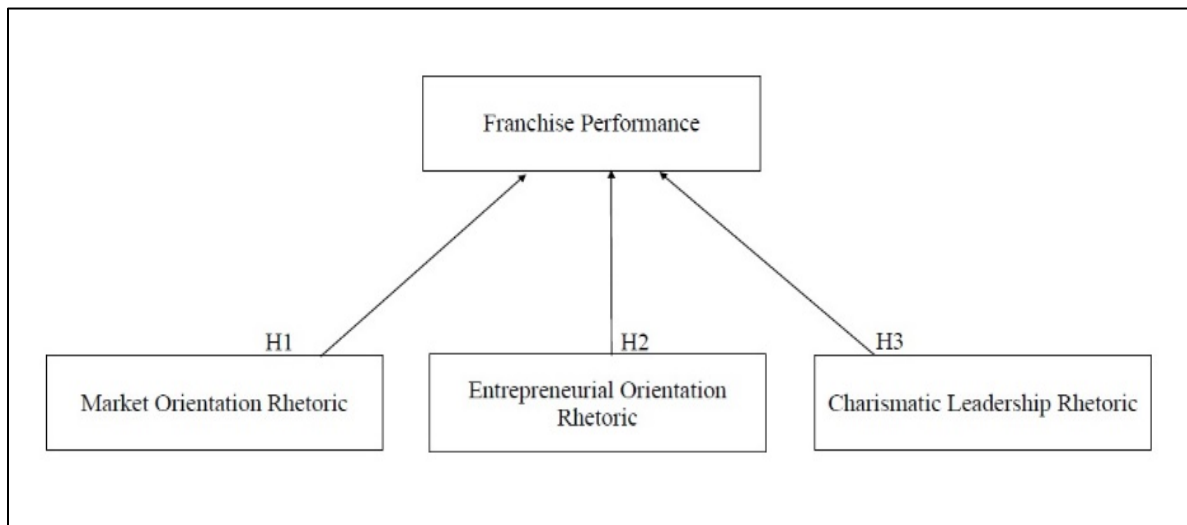 Franchise Performance
H1
H2
H3
Market Orientation Rhetoric
Entrepreneurial Orientation
Rhetoric
Charismatic Leadership Rhetoric